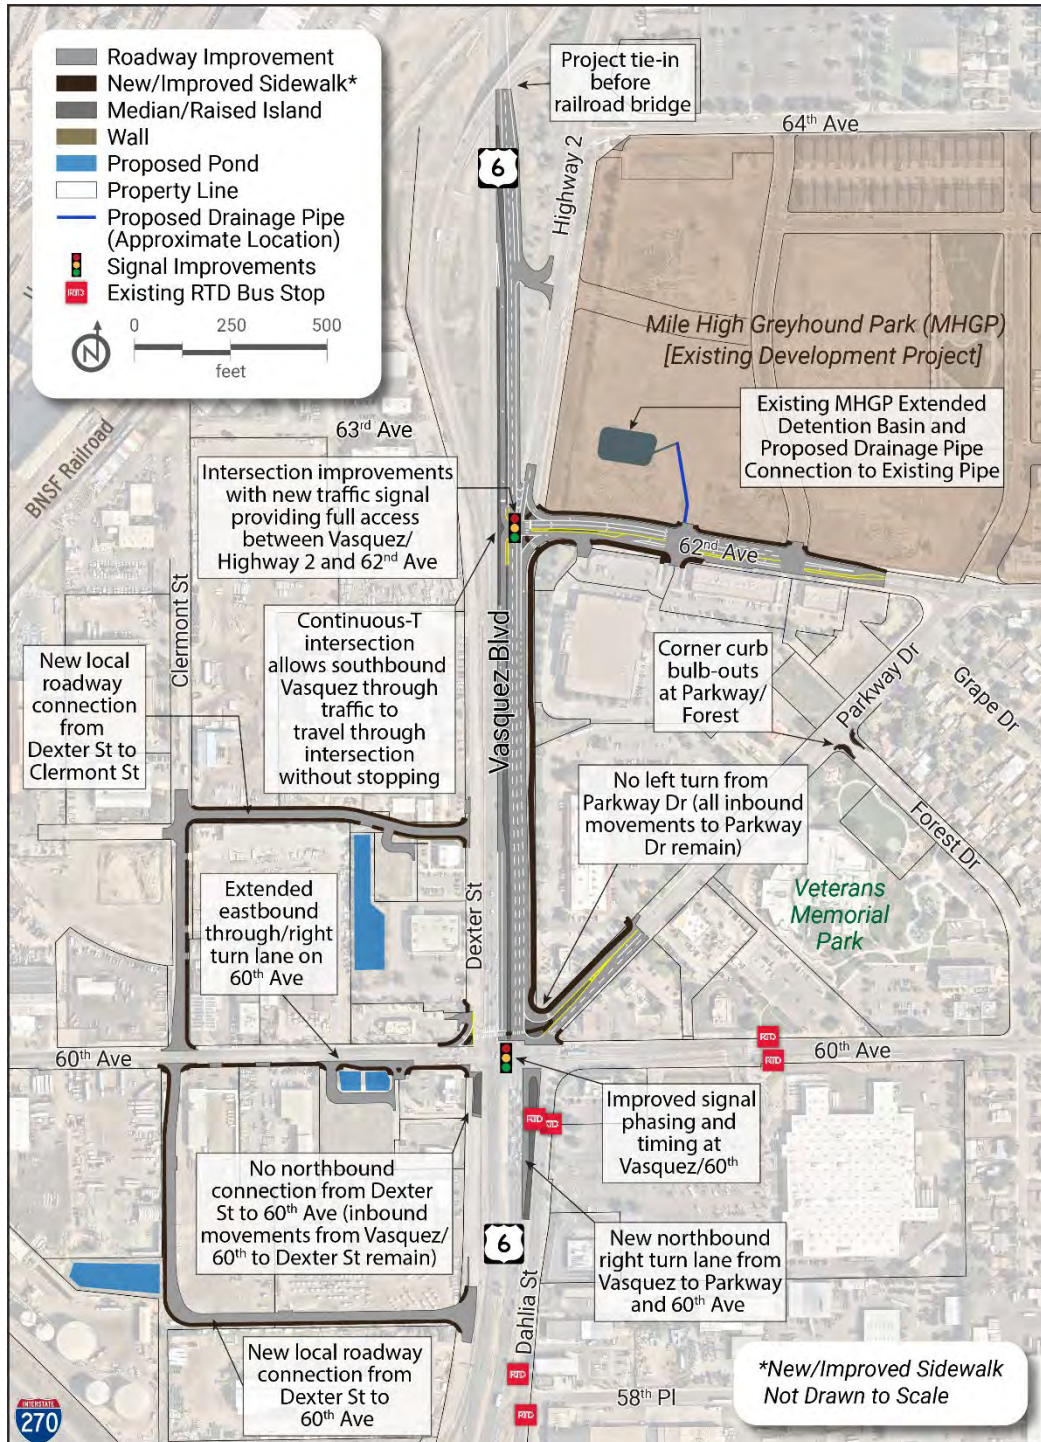 Roadway Improvement
New/Improved Sidewalk*
Median/Raised Island
Wall
Proposed Pond
Property Line
Proposed Drainage Pipe
(Approximate Location)
Signal Improvements
RTD
Existing RTD Bus Stop
N
0 250 500
feet
Project tie-in
before
railroad bridge
6
Highway 2
64th Ave
Mile High Greyhound Park (MHGP)
[Existing Development Project]
Existing MHGP Extended
Detention Basin and
Proposed Drainage Pipe
Connection to Existing Pipe
BNSF Railroad
63rd Ave
Intersection improvements
with new traffic signal
providing full access
between Vasquez/
Highway 2 and 62nd Ave
62nd Ave
Clermont St
Continuous-T
intersection
allows southbound
Vasquez through
traffic to
travel through
intersection
without stopping
Vasquez Blvd
Corner curb
bulb-outs
at Parkway/
Forest
Parkway Dr
Grape Dr
Forest Dr
New local
roadway
connection
from
Dexter St to
Clermont St
No left turn from
Parkway Dr (all inbound
movements to Parkway
Dr remain)
Veterans
Memorial
Park
Extended
eastbound
through/right
turn lane on
60th Ave
Dexter St
60th Ave
RTD
RTD
60th Ave
Improved signal
phasing and
timing at
Vasquez/60th
RTD
RTD
No northbound
connection from Dexter
St to 60th Ave (inbound
movements from Vasquez/
60th to Dexter St remain)
6
New northbound
right turn lane from
Vasquez to Parkway
and 60th Ave
Dahlia St
New local roadway
connection from
Dexter St to
60th Ave
RTD
RTD
58th Pl
*New/Improved Sidewalk
Not Drawn to Scale
INTERSTATE
270